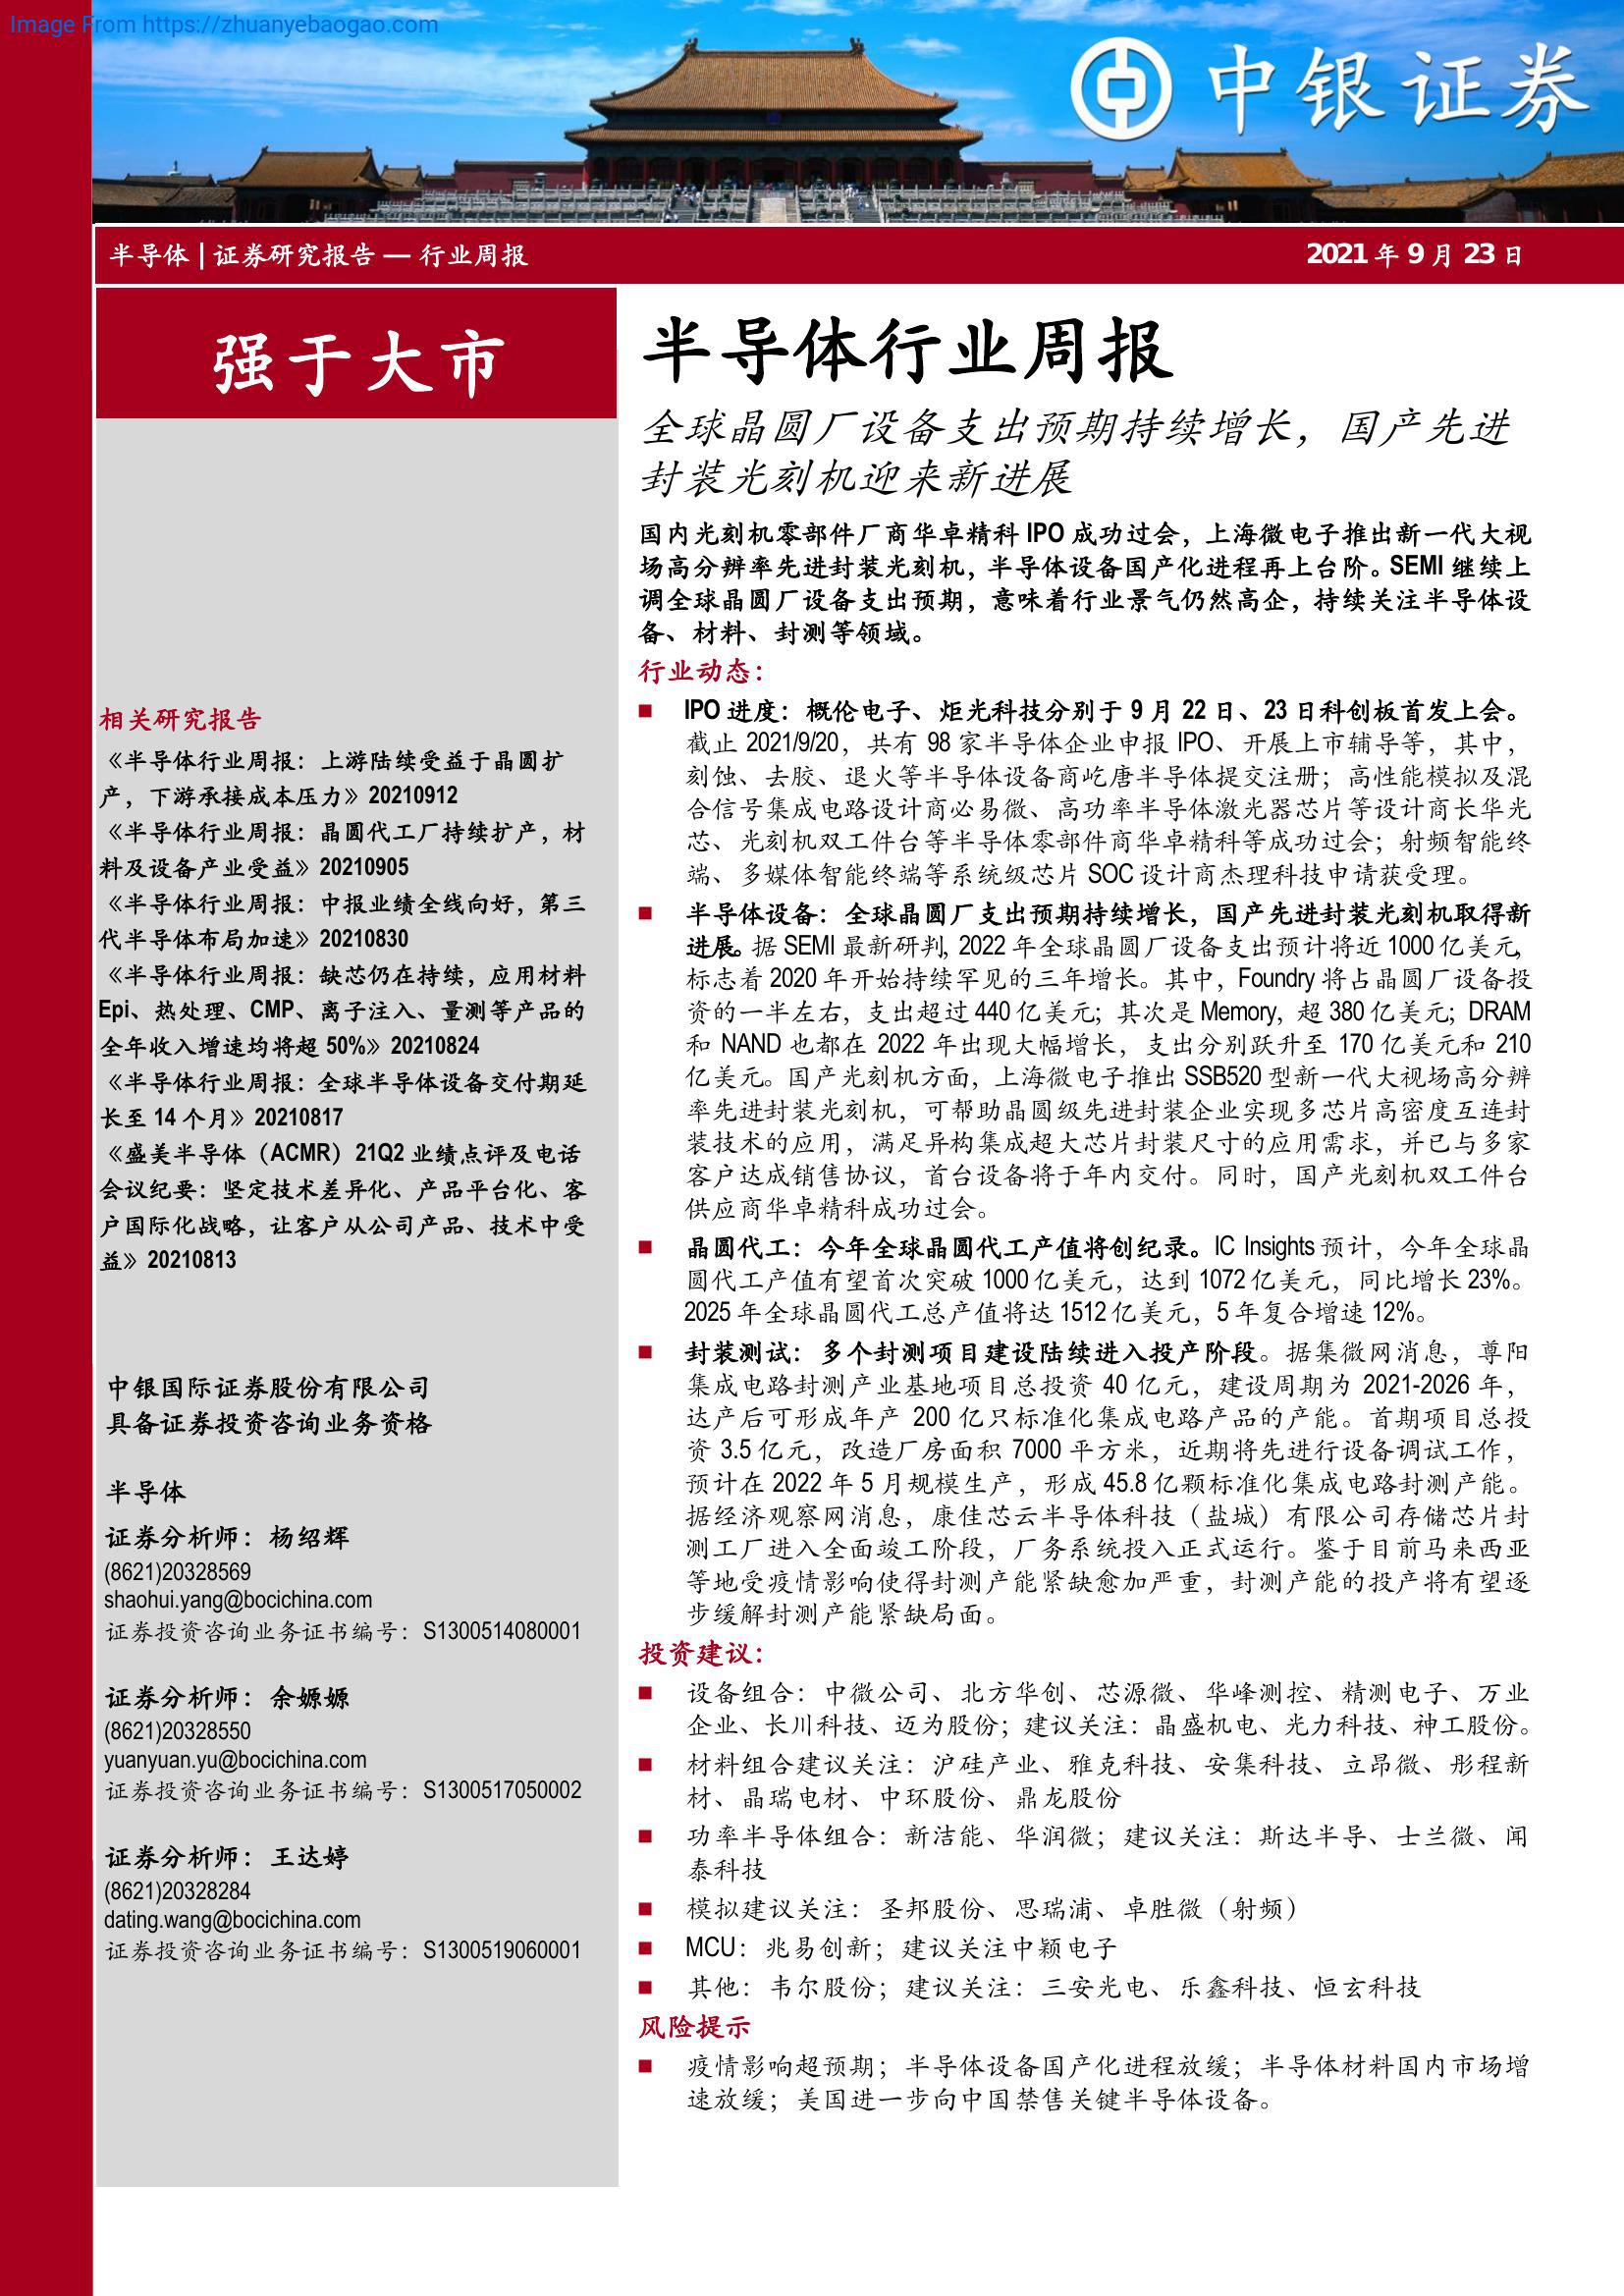 Image From https://zhuanyebaogao.com
中银证券
半导体 | 证券研究报告 — 行业周报
2021 年 9 月 23 日
强于大市
相关研究报告
《半导体行业周报：上游陆续受益于晶圆扩
产，下游承接成本压力》20210912
《半导体行业周报：晶圆代工厂持续扩产，材
料及设备产业受益》20210905
《半导体行业周报：中报业绩全线向好，第三
代半导体布局加速》20210830
《半导体行业周报：缺芯仍在持续，应用材料
Epi、热处理、CMP、离子注入、量测等产品的
全年收入增速均将超 50%》20210824
《半导体行业周报：全球半导体设备交付期延
长至 14 个月》20210817
《盛美半导体（ACMR）21Q2 业绩点评及电话
会议纪要：坚定技术差异化、产品平台化、客
户国际化战略，让客户从公司产品、技术中受
益》20210813
中银国际证券股份有限公司
具备证券投资咨询业务资格
半导体
证券分析师：杨绍辉
(8621)20328569
shaohui.yang@bocichina.com
证券投资咨询业务证书编号：S1300514080001
证券分析师：余嫄嫄
(8621)20328550
yuanyuan.yu@bocichina.com
证券投资咨询业务证书编号：S1300517050002
证券分析师：王达婷
(8621)20328284
dating.wang@bocichina.com
证券投资咨询业务证书编号：S1300519060001
半导体行业周报
全球晶圆厂设备支出预期持续增长，国产先进
封装光刻机迎来新进展
国内光刻机零部件厂商华卓精科 IPO 成功过会，上海微电子推出新一代大视
场高分辨率先进封装光刻机，半导体设备国产化进程再上台阶。SEMI 继续上
调全球晶圆厂设备支出预期，意味着行业景气仍然高企，持续关注半导体设
备、材料、封测等领域。
行业动态：
■ IPO 进度：概伦电子、炬光科技分别于 9 月 22 日、23 日科创板首发上会。
截止 2021/9/20，共有 98 家半导体企业申报 IPO、开展上市辅导等，其中，
刻蚀、去胶、退火等半导体设备商屹唐半导体提交注册；高性能模拟及混
合信号集成电路设计商必易微、高功率半导体激光器芯片等设计商长华光
芯、光刻机双工件台等半导体零部件商华卓精科等成功过会；射频智能终
端、多媒体智能终端等系统级芯片 SOC 设计商杰理科技申请获受理。
■ 半导体设备：全球晶圆厂支出预期持续增长，国产先进封装光刻机取得新
进展。据 SEMI 最新研判，2022 年全球晶圆厂设备支出预计将近 1000 亿美元，
标志着 2020 年开始持续罕见的三年增长。其中，Foundry 将占晶圆厂设备投
资的一半左右，支出超过 440 亿美元；其次是 Memory，超 380 亿美元；DRAM
和 NAND 也都在 2022 年出现大幅增长，支出分别跃升至 170 亿美元和 210
亿美元。国产光刻机方面，上海微电子推出 SSB520 型新一代大视场高分辨
率先进封装光刻机，可帮助晶圆级先进封装企业实现多芯片高密度互连封
装技术的应用，满足异构集成超大芯片封装尺寸的应用需求，并已与多家
客户达成销售协议，首台设备将于年内交付。同时，国产光刻机双工件台
供应商华卓精科成功过会。
■ 晶圆代工：今年全球晶圆代工产值将创纪录。IC Insights 预计，今年全球晶
圆代工产值有望首次突破 1000 亿美元，达到 1072 亿美元，同比增长 23%。
2025 年全球晶圆代工总产值将达 1512 亿美元，5 年复合增速 12%。
■ 封装测试：多个封测项目建设陆续进入投产阶段。据集微网消息，尊阳
集成电路封测产业基地项目总投资 40 亿元，建设周期为 2021-2026 年，
达产后可形成年产 200 亿只标准化集成电路产品的产能。首期项目总投
资 3.5 亿元，改造厂房面积 7000 平方米，近期将先进行设备调试工作，
预计在 2022 年 5 月规模生产，形成 45.8 亿颗标准化集成电路封测产能。
据经济观察网消息，康佳芯云半导体科技（盐城）有限公司存储芯片封
测工厂进入全面竣工阶段，厂务系统投入正式运行。鉴于目前马来西亚
等地受疫情影响使得封测产能紧缺愈加严重，封测产能的投产将有望逐
步缓解封测产能紧缺局面。
投资建议：
■ 设备组合：中微公司、北方华创、芯源微、华峰测控、精测电子、万业
企业、长川科技、迈为股份；建议关注：晶盛机电、光力科技、神工股份。
■ 材料组合建议关注：沪硅产业、雅克科技、安集科技、立昂微、彤程新
材、晶瑞电材、中环股份、鼎龙股份
■ 功率半导体组合：新洁能、华润微；建议关注：斯达半导、士兰微、闻
泰科技
■ 模拟建议关注：圣邦股份、思瑞浦、卓胜微（射频）
■ MCU：兆易创新；建议关注中颖电子
■ 其他：韦尔股份；建议关注：三安光电、乐鑫科技、恒玄科技
风险提示
■ 疫情影响超预期；半导体设备国产化进程放缓；半导体材料国内市场增
速放缓；美国进一步向中国禁售关键半导体设备。